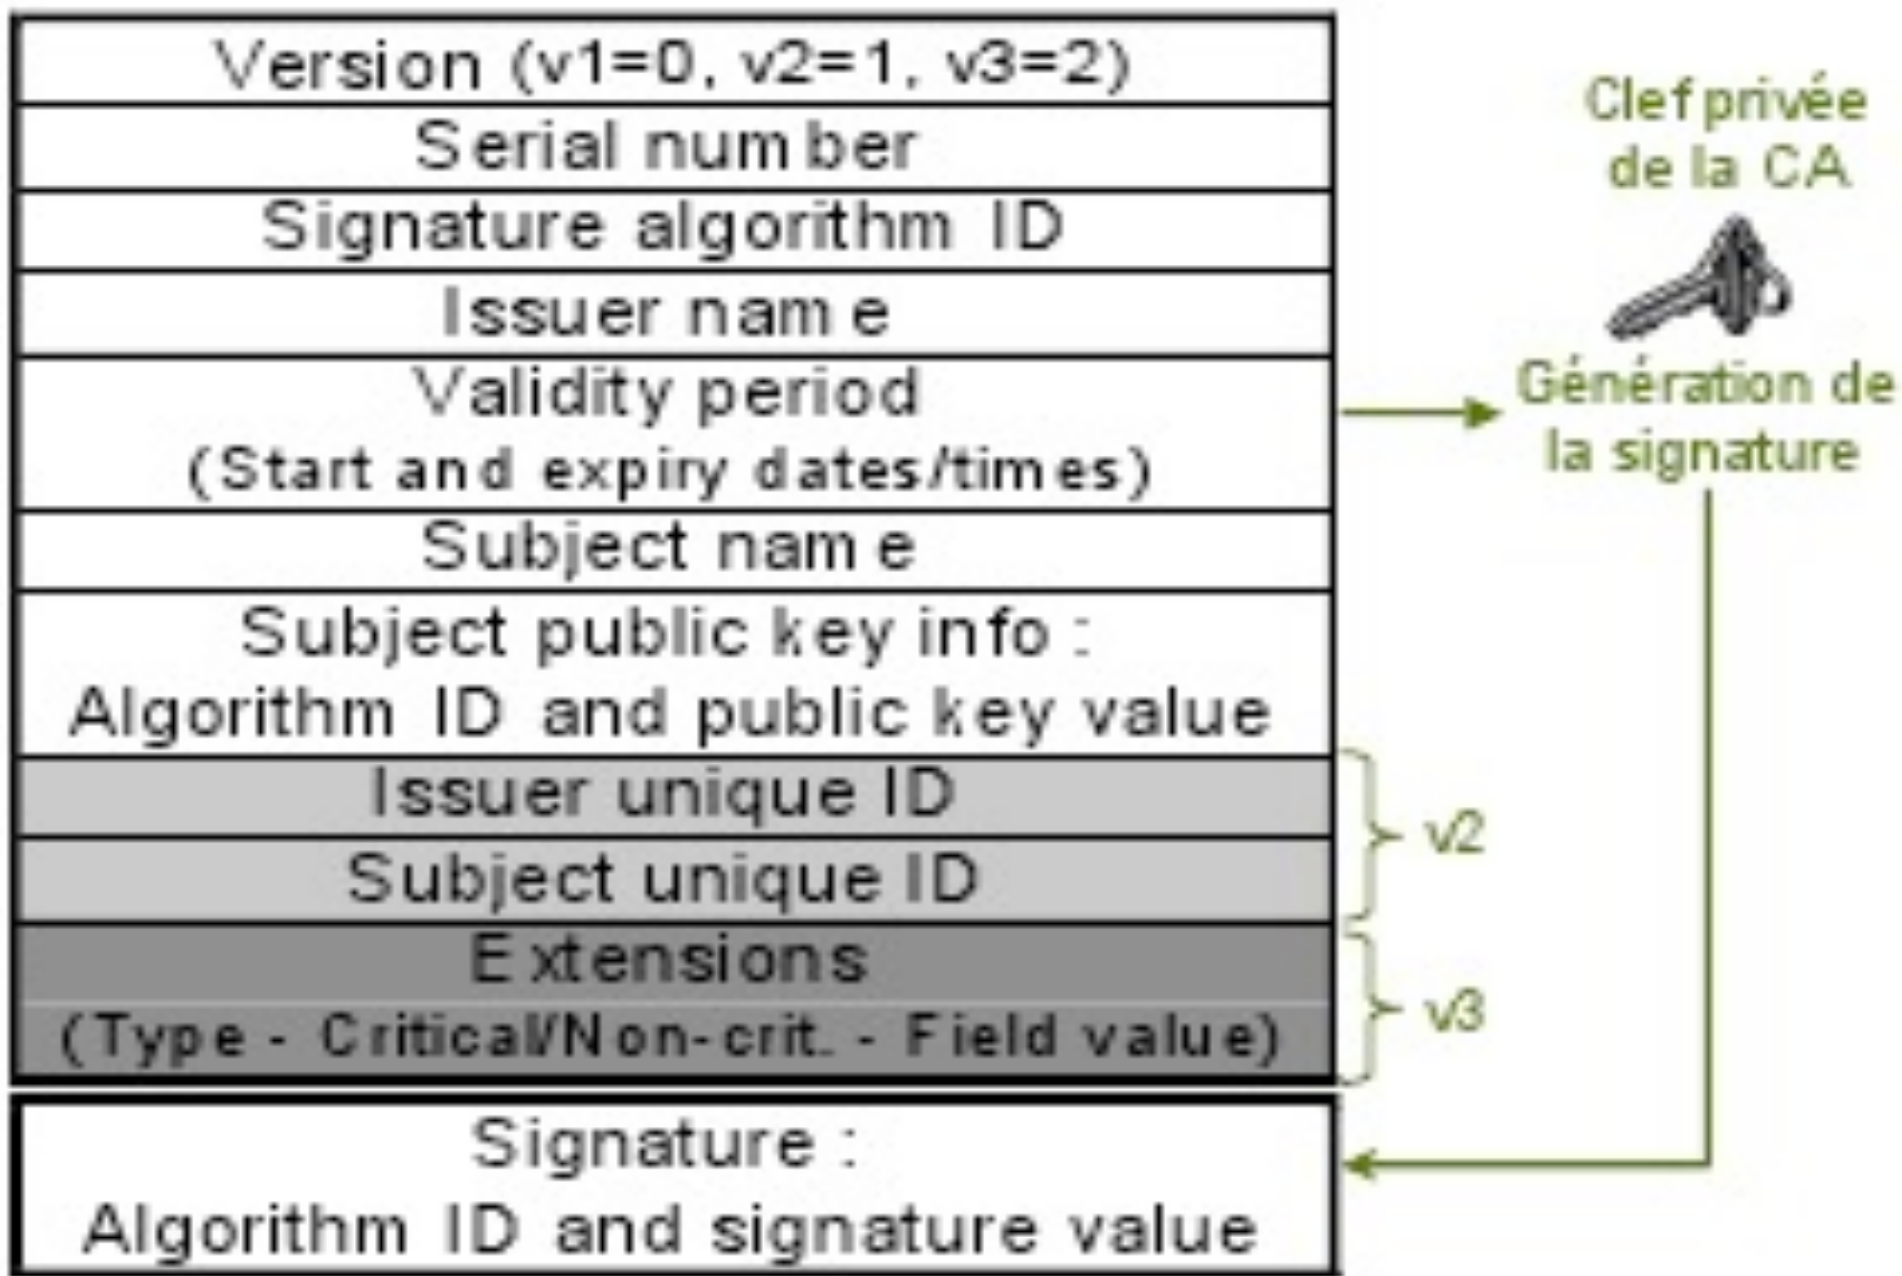 Version (v1=0, v2=1, v3=2)
Serial number
Signature algorithm ID
Issuer name
Validity period
(Start and expiry dates/times)
Subject name
Subject public key info :
Algorithm ID and public key value
Issuer unique ID
Subject unique ID
Extensions
(Type - Critical/Non-crit. - Field value)
Signature :
Algorithm ID and signature value
Clef privée
de la CA
Génération de
la signature
v2
v3